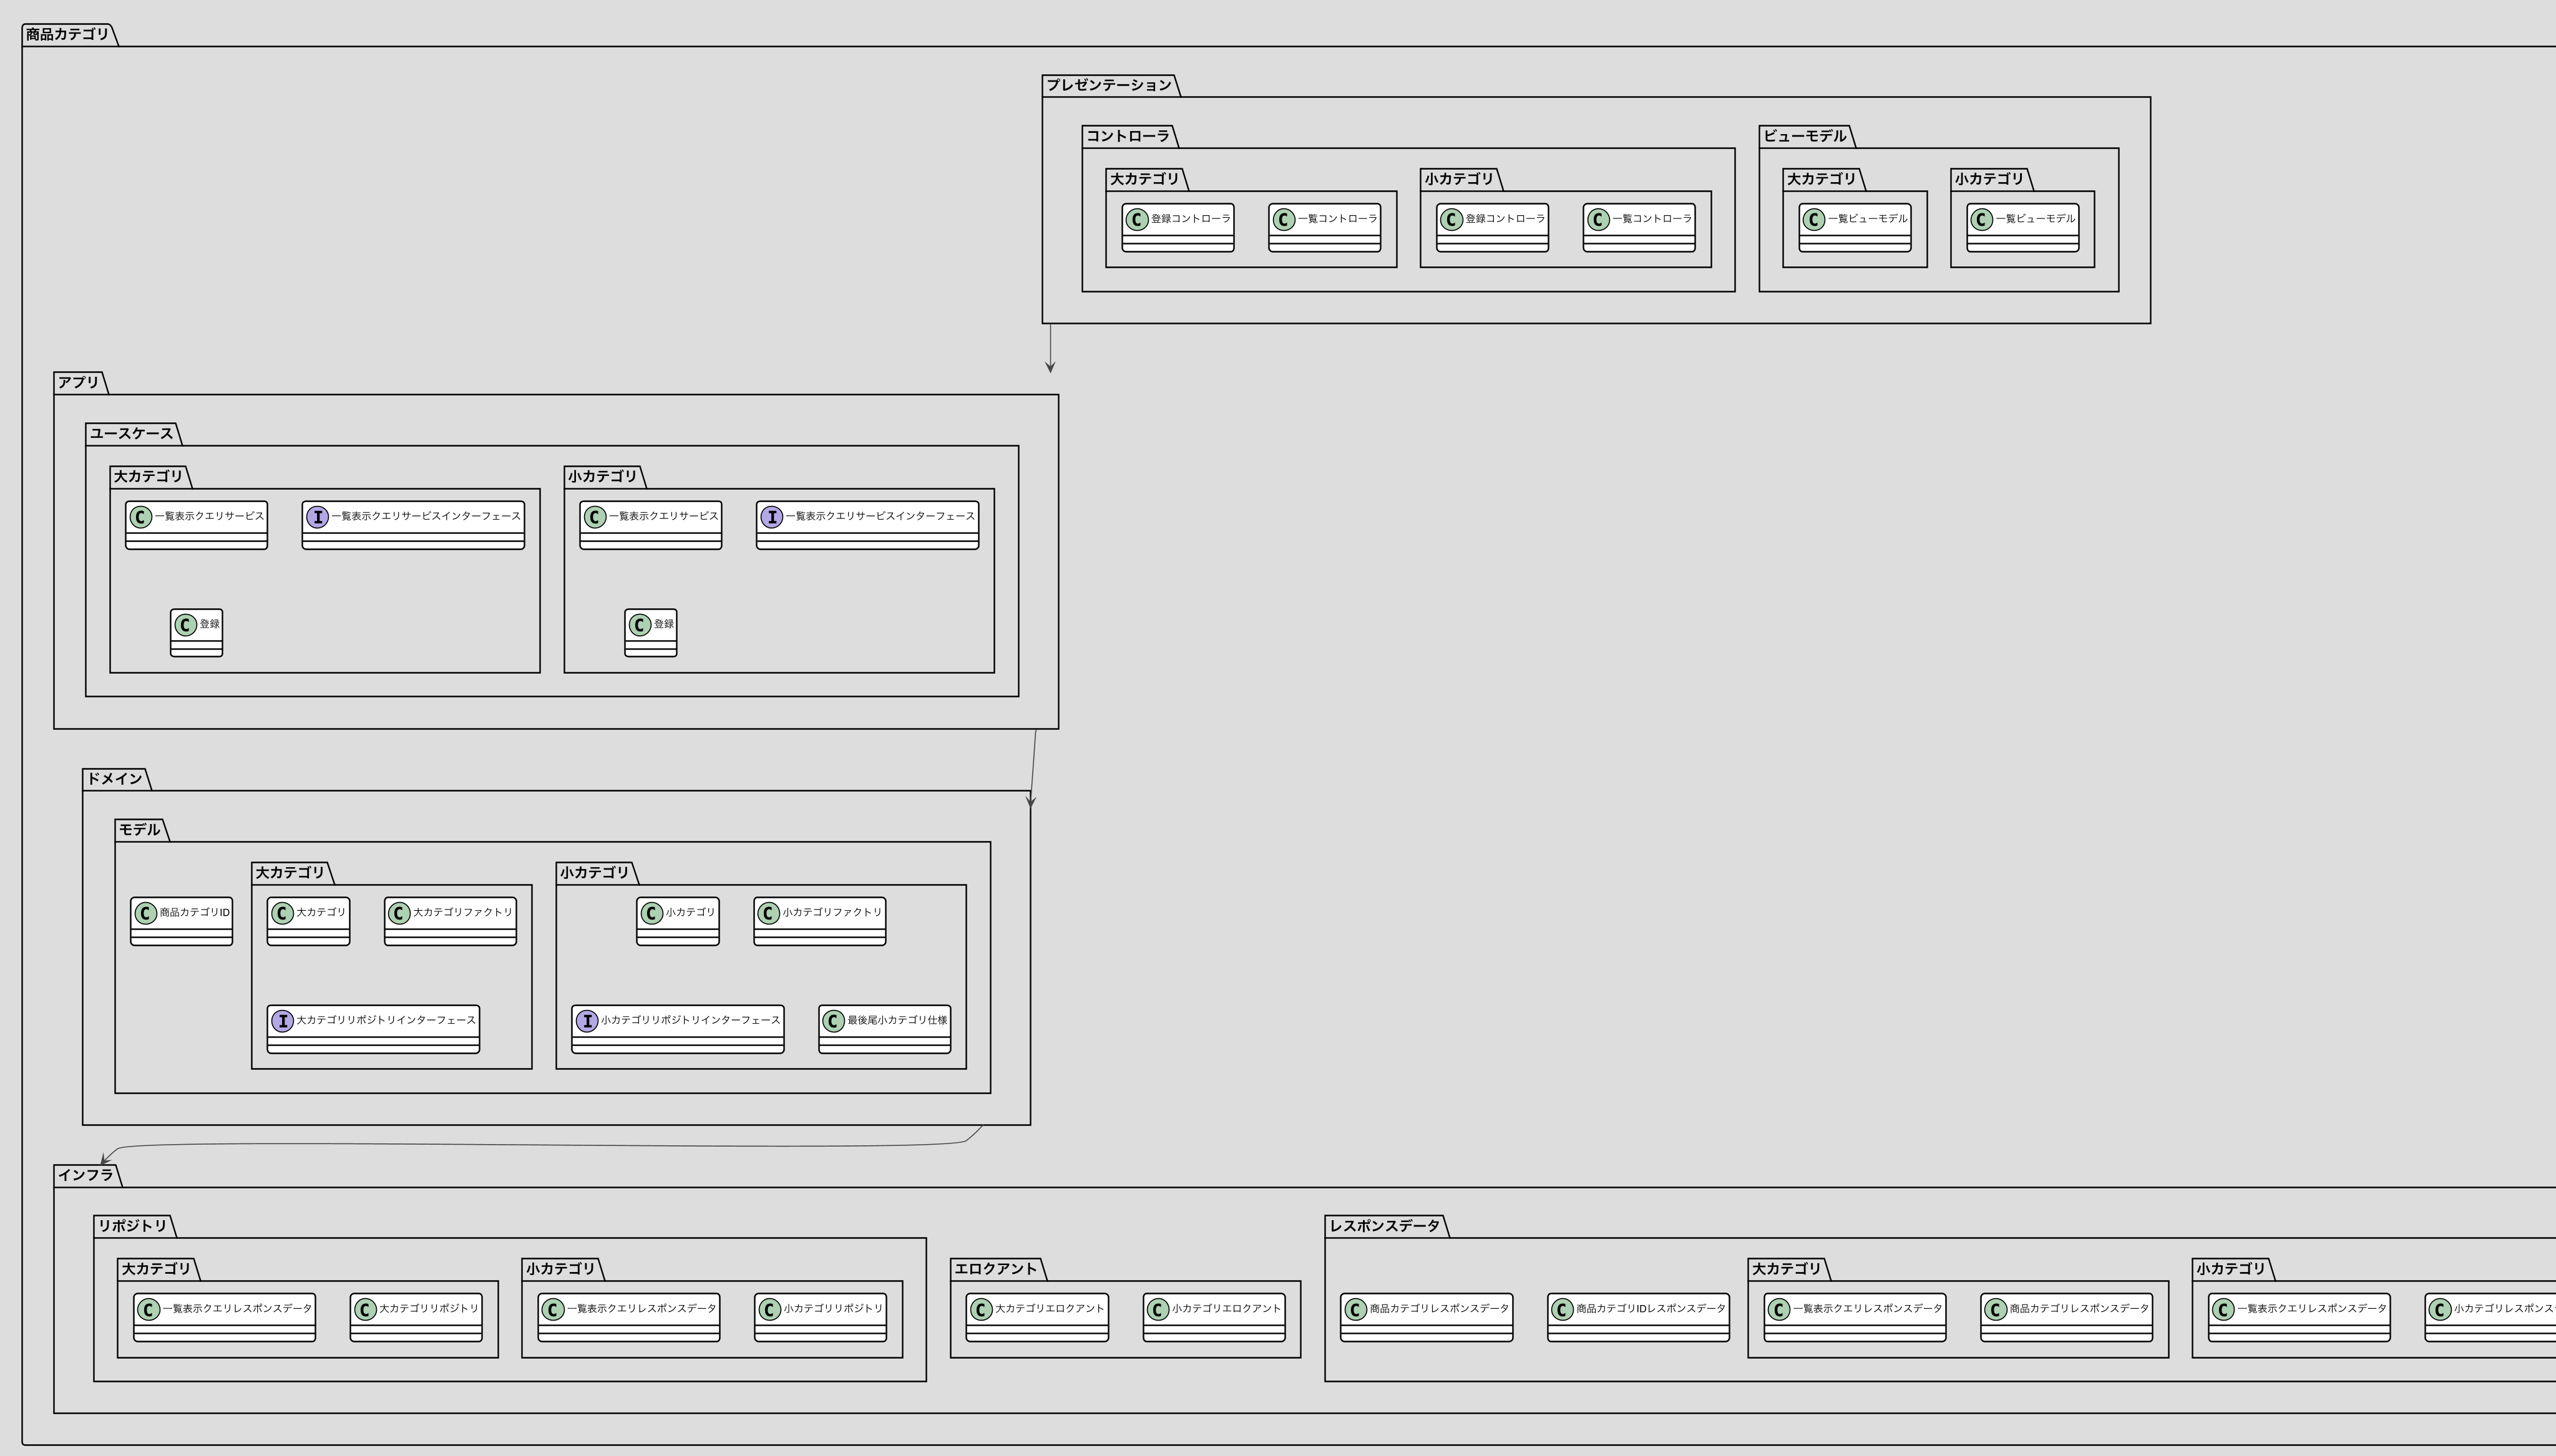 商品カテゴリ
プレゼンテーション
コントローラ
大カテゴリ
C 登録コントローラ
C 一覧コントローラ
小カテゴリ
C 登録コントローラ
C 一覧コントローラ
ビューモデル
大カテゴリ
C 一覧ビューモデル
小カテゴリ
C 一覧ビューモデル
アプリ
ユースケース
大カテゴリ
C 一覧表示クエリサービス
I 一覧表示クエリサービスインターフェース
C 登録
小カテゴリ
C 一覧表示クエリサービス
I 一覧表示クエリサービスインターフェース
C 登録
ドメイン
モデル
C 商品カテゴリID
大カテゴリ
C 大カテゴリ
C 大カテゴリファクトリ
I 大カテゴリリポジトリインターフェース
小カテゴリ
C 小カテゴリ
C 小カテゴリファクトリ
I 小カテゴリリポジトリインターフェース
C 最後尾小カテゴリ仕様
インフラ
リポジトリ
大カテゴリ
C 一覧表示クエリレスポンスデータ
C 大カテゴリリポジトリ
小カテゴリ
C 一覧表示クエリレスポンスデータ
C 小カテゴリリポジトリ
エロクアント
C 大カテゴリエロクアント
C 小カテゴリエロクアント
レスポンスデータ
C 商品カテゴリレスポンスデータ
C 商品カテゴリIDレスポンスデータ
大カテゴリ
C 一覧表示クエリレスポンスデータ
C 商品カテゴリレスポンスデータ
小カテゴリ
C 一覧表示クエリレスポンスデータ
C 小カテゴリレスポンス